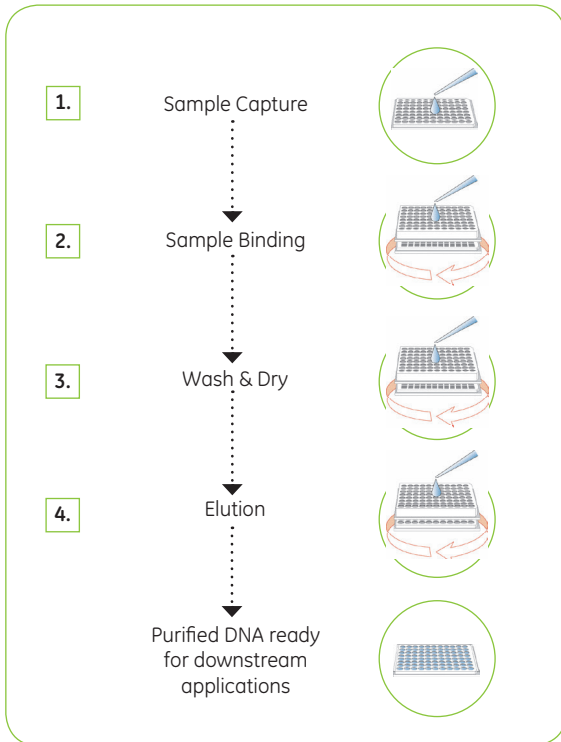 1.
Sample Capture
2.
Sample Binding
3.
Wash & Dry
4.
Elution
Purified DNA ready
for downstream
applications